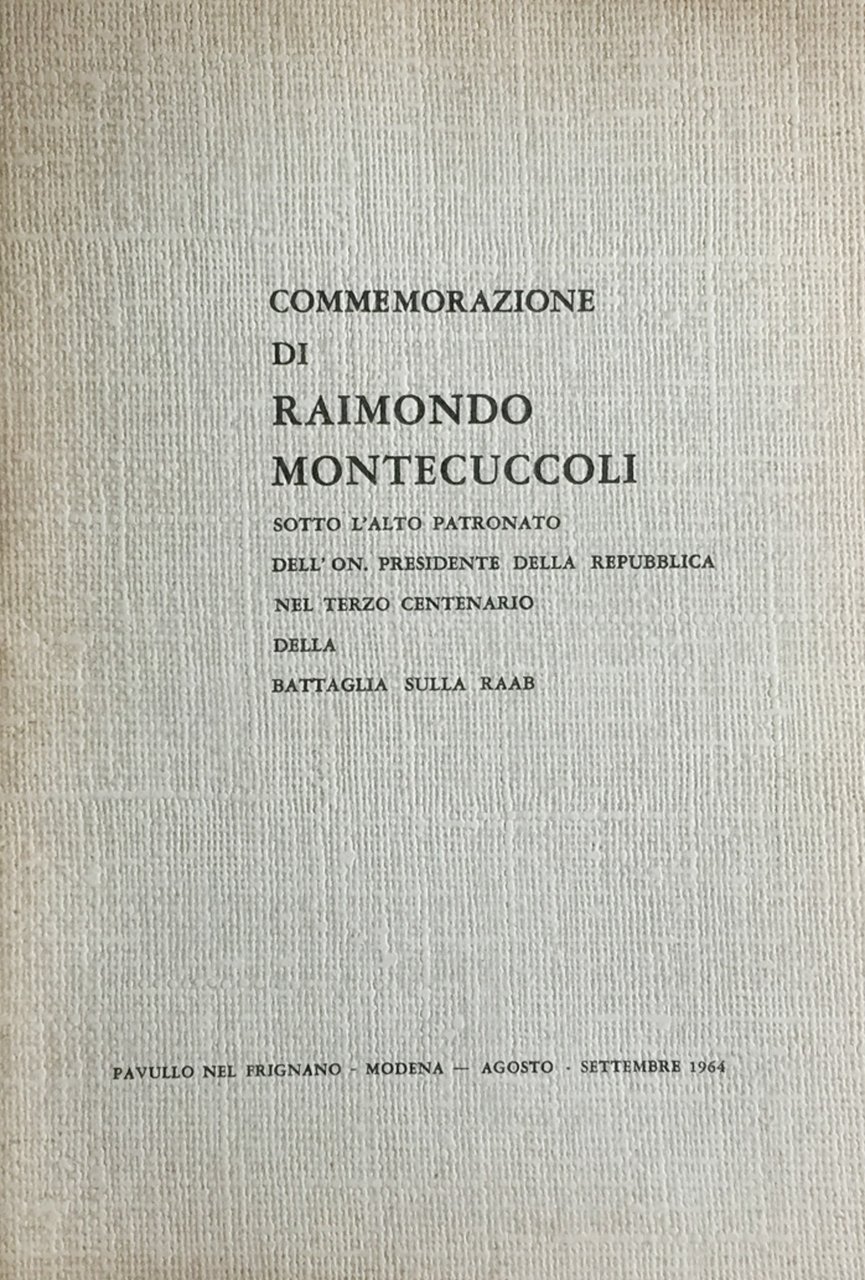 COMMEMORAZIONE
DI
RAIMONDO
MONTECUCCOLI
SOTTO L'ALTO PATRONATO
DELL' ON. PRESIDENTE DELLA REPUBBLICA
NEL TERZO CENTENARIO
DELLA
BATTAGLIA SULLA RAAB
PAVULLO NEL FRIGNANO - MODENA — AGOSTO - SETTEMBRE 1964